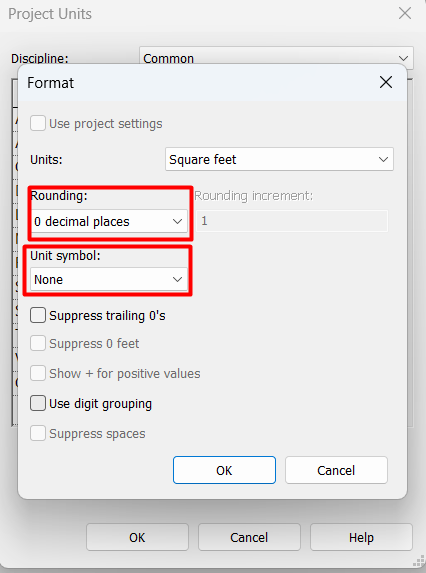 Project Units
Discipline: Common
Format
Use project settings
Units: Square feet
Rounding: Rounding increment:
0 decimal places 1
Unit symbol:
None
Suppress trailing 0's
Suppress 0 feet
Show + for positive values
Use digit grouping
Suppress spaces
OK Cancel
OK Cancel Help